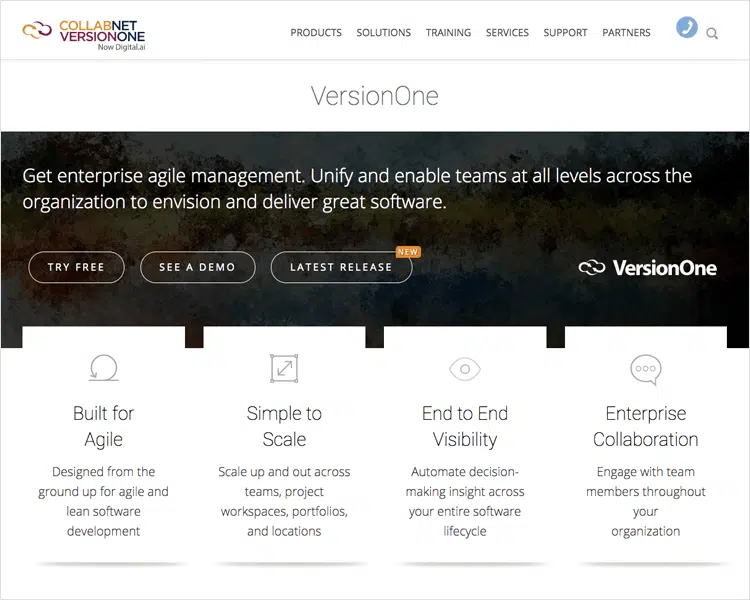 COLLABNET
VERSIONONE
Now Digital.ai
PRODUCTS SOLUTIONS TRAINING SERVICES SUPPORT PARTNERS
VersionOne
Get enterprise agile management. Unify and enable teams at all levels across the
organization to envision and deliver great software.
TRY FREE
SEE A DEMO
LATEST RELEASE
NEW
VersionOne
Built for
Agile
Designed from the
ground up for agile and
lean software
development
Simple to
Scale
Scale up and out across
teams, project
workspaces, portfolios,
and locations
End to End
Visibility
Automate decision-
making insight across
your entire software
lifecycle
Enterprise
Collaboration
Engage with team
members throughout
your
organization